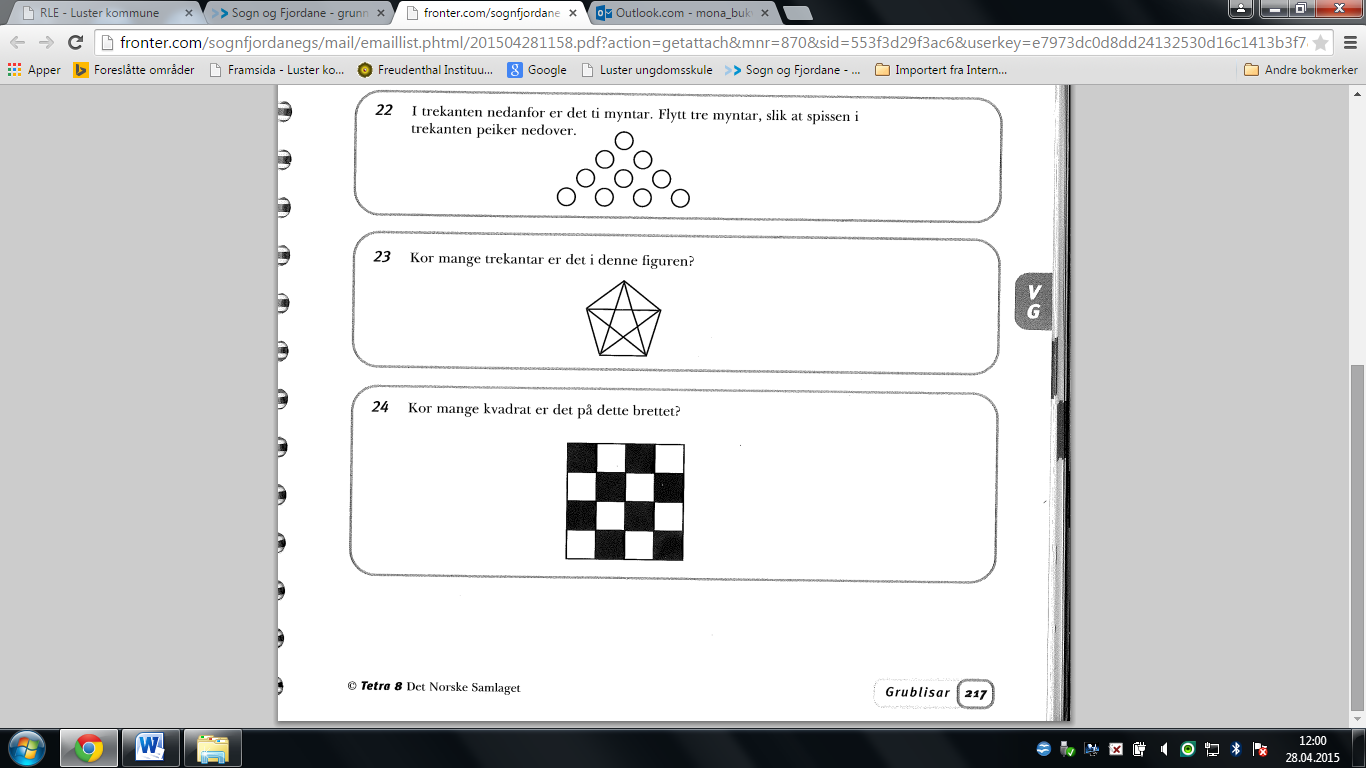 RLE - Luster kommune
Sogn og Fjordane - grunn
fronter.com/sognfjordane
Outlook.com - mona_buk
fronter.com/sognfjordanegs/mail/emaillist.phtml/201504281158.pdf?action=getattach&mnr=870&sid=553f3d29f3ac6&userkey=e7973dc0d8dd24132530d16c1413b3f7
Apper
Foreslåtte områder
Framsida - Luster ko...
Freudenthal Instituu...
Google
Luster ungdomsskule
Sogn og Fjordane - ...
Importert fra Intern...
Andre bokmerker
22 I trekanten nedanfor er det ti myntar. Flytt tre myntar, slik at spissen i
trekanten peiker nedover.
23 Kor mange trekantar er det i denne figuren?
V
G
24 Kor mange kvadrat er det på dette brettet?
© Tetra 8 Det Norske Samlaget
Grublisar 217
12:00
28.04.2015